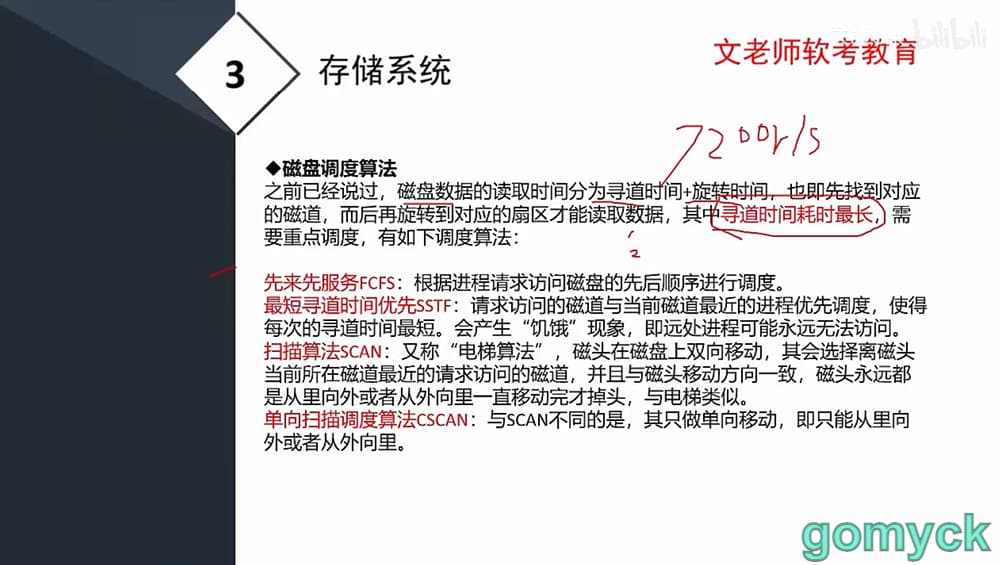 3
存储系统
文老师软考教育
bilibili
7200r/s
◆磁盘调度算法
之前已经说过，磁盘数据的读取时间分为寻道时间+旋转时间，也即先找到对应
的磁道，而后再旋转到对应的扇区才能读取数据，其中寻道时间耗时最长，需
要重点调度，有如下调度算法：
2
先来先服务FCFS：根据进程请求访问磁盘的先后顺序进行调度。
最短寻道时间优先SSTF：请求访问的磁道与当前磁道最近的进程优先调度，使得
每次的寻道时间最短。会产生“饥饿”现象，即远处进程可能永远无法访问。
扫描算法SCAN：又称“电梯算法”，磁头在磁盘上双向移动，其会选择离磁头
当前所在磁道最近的请求访问的磁道，并且与磁头移动方向一致，磁头永远都
是从里向外或者从外向里一直移动完才掉头，与电梯类似。
单向扫描调度算法CSCAN：与SCAN不同的是，其只做单向移动，即只能从里向
外或者从外向里。
gomyck